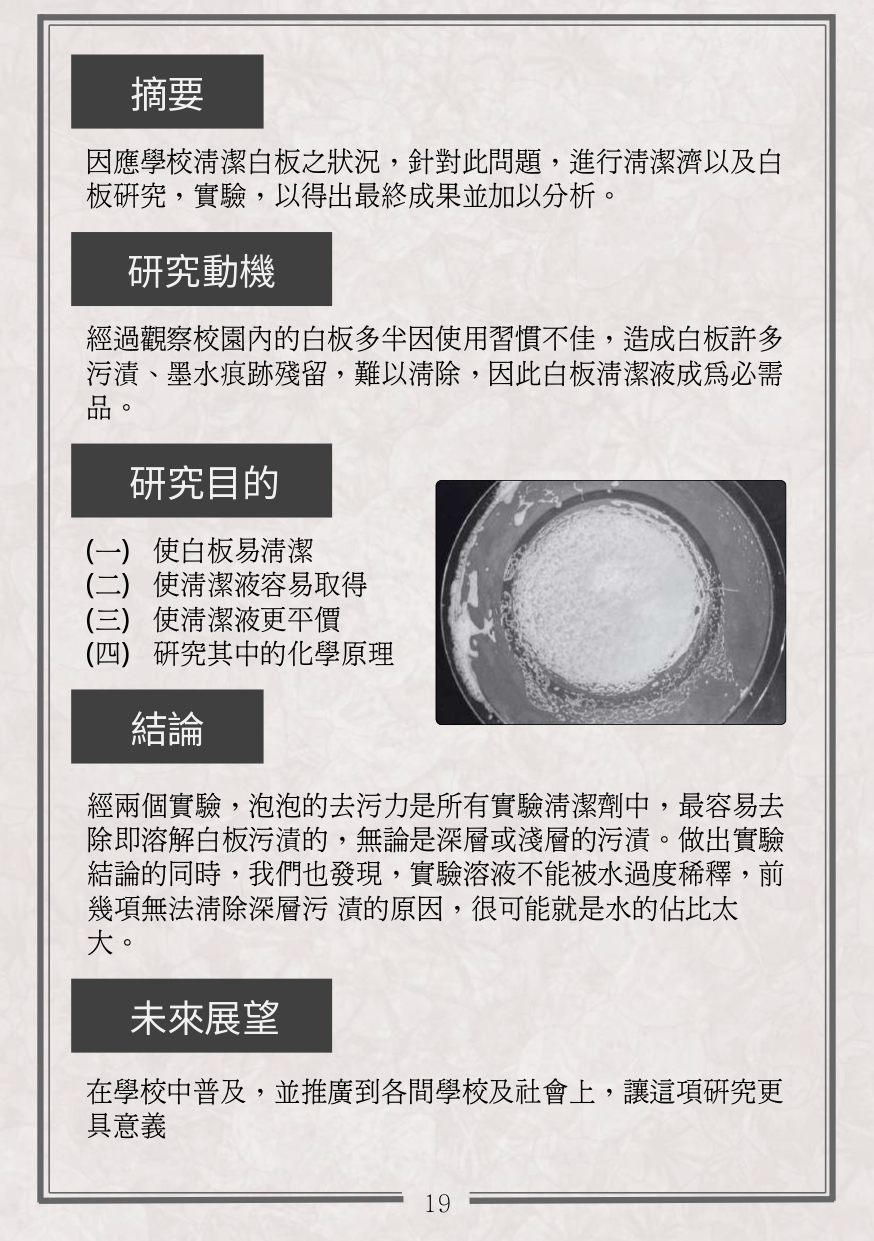 摘要
因應學校清潔白板之狀況，針對此問題，進行清潔濟以及白
板研究，實驗，以得出最終成果並加以分析。
研究動機
經過觀察校園內的白板多半因使用習慣不佳，造成白板許多
污漬、墨水痕跡殘留，難以清除，因此白板清潔液成為必需
品。
研究目的
(一) 使白板易清潔
(二) 使清潔液容易取得
(三) 使清潔液更平價
(四) 研究其中的化學原理
結論
經兩個實驗，泡泡的去污力是所有實驗清潔劑中，最容易去
除即溶解白板污漬的，無論是深層或淺層的污漬。做出實驗
結論的同時，我們也發現，實驗溶液不能被水過度稀釋，前
幾項無法清除深層污 漬的原因，很可能就是水的佔比太
大。
未來展望
在學校中普及，並推廣到各間學校及社會上，讓這項研究更
具意義
19